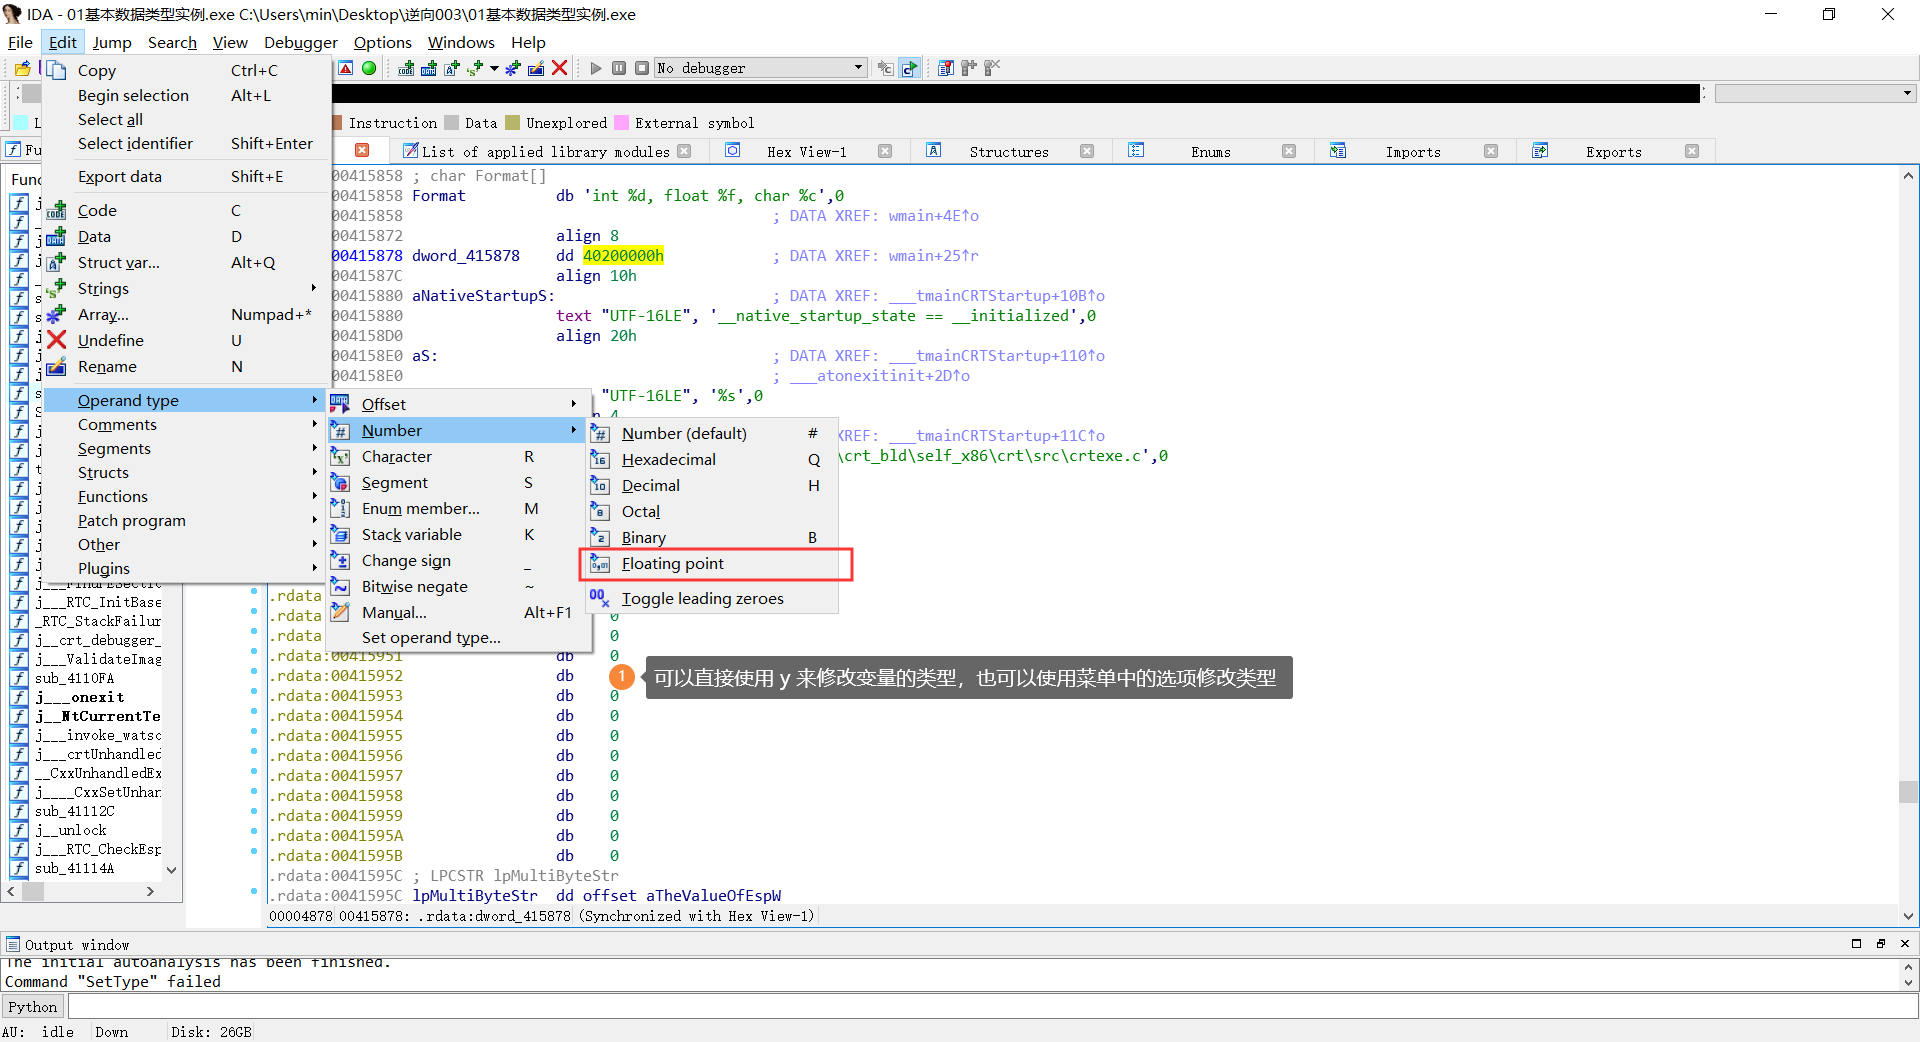 IDA - 01基本数据类型实例.exe C:\Users\min\Desktop\逆向003\01基本数据类型实例.exe
File Edit Jump Search View Debugger Options Windows Help
No debugger
Copy Ctrl+C
Begin selection Alt+L
Select all
Select identifier Shift+Enter
Export data Shift+E
Code C
Data D
Struct var... Alt+Q
Strings
Array... Numpad+*
Undefine U
Rename N
Operand type
Comments
Segments
Structs
Functions
Patch program
Other
Plugins
Offset
Number
Character R
Segment S
Enum member... M
Stack variable K
Change sign _
Bitwise negate ~
Manual... Alt+F1
Set operand type...
Number (default) #
Hexadecimal Q
Decimal H
Octal
Binary B
Floating point
Toggle leading zeroes
Instruction Data Unexplored External symbol
List of applied library modules Hex View-1 Structures Enums Imports Exports
00415858 ; char Format[]
00415858 Format db 'int %d, float %f, char %c',0
00415858 ; DATA XREF: wmain+4E↑o
00415872 align 8
00415878 dword_415878 dd 40200000h ; DATA XREF: wmain+25↑r
0041587C align 10h
00415880 aNativeStartupS: ; DATA XREF: ___tmainCRTStartup+10B↑o
00415880 text "UTF-16LE", '__native_startup_state == __initialized',0
004158D0 align 20h
004158E0 aS: ; DATA XREF: ___tmainCRTStartup+110↑o
004158E0 ; ___atonexitinit+2D↑o
"UTF-16LE", '%s',0
XREF: ___tmainCRTStartup+11C↑o
\crt_bld\self_x86\crt\src\crtexe.c',0
.rdata
.rdata 0
.rdata 0
.rdata:00415951 db 0
.rdata:00415952 db
.rdata:00415953 db 0
.rdata:00415954 db 0
.rdata:00415955 db 0
.rdata:00415956 db 0
.rdata:00415957 db 0
.rdata:00415958 db 0
.rdata:00415959 db 0
.rdata:0041595A db 0
.rdata:0041595B db 0
.rdata:0041595C ; LPCSTR lpMultiByteStr
.rdata:0041595C lpMultiByteStr dd offset aTheValueOfEspW
1 可以直接使用 y 来修改变量的类型，也可以使用菜单中的选项修改类型
j___RTC_InitBase
_RTC_StackFailur
j__crt_debugger_
j___ValidateImag
sub_4110FA
j___onexit
j__NtCurrentTe
j___invoke_watsc
j___crtUnhandled
__CxxUnhandledEx
j____CxxSetUnhan
sub_41112C
j__unlock
j___RTC_CheckEsp
sub_41114A
00004878 00415878: .rdata:dword_415878 (Synchronized with Hex View-1)
Output window
The initial autoanalysis has been finished.
Command "SetType" failed
Python
AU: idle Down Disk: 26GB